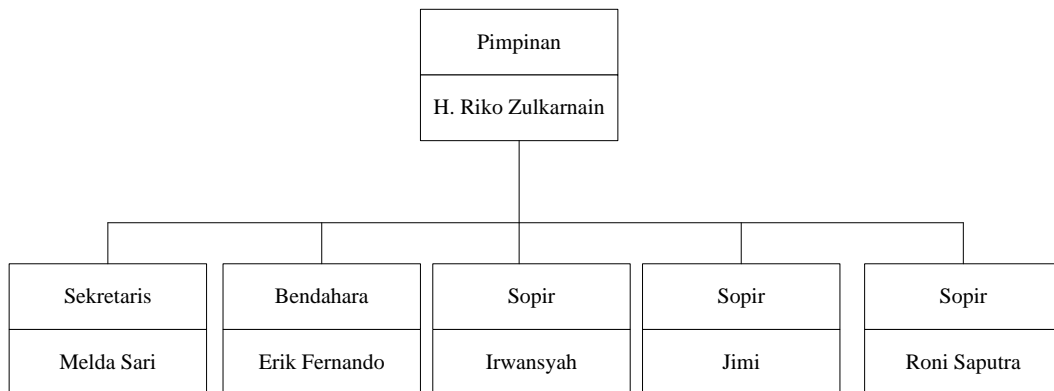 Pimpinan
H. Riko Zulkarnain
Sekretaris
Melda Sari
Bendahara
Erik Fernando
Sopir
Irwansyah
Sopir
Jimi
Sopir
Roni Saputra